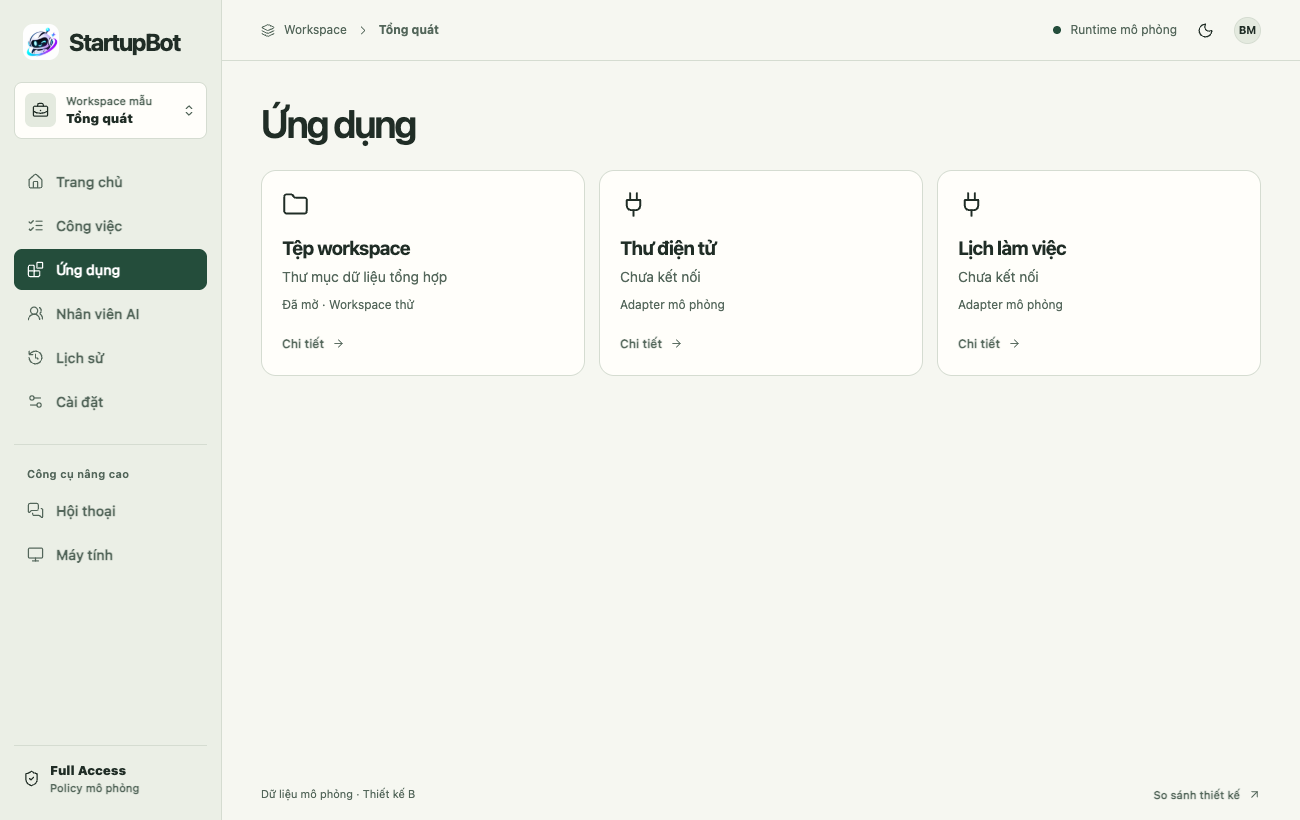 StartupBot
Workspace mẫu
Tổng quát
Trang chủ
Công việc
Ứng dụng
Nhân viên AI
Lịch sử
Cài đặt
Công cụ nâng cao
Hội thoại
Máy tính
Full Access
Policy mô phỏng
Workspace
Tổng quát
Runtime mô phỏng
BM
Ứng dụng
Tệp workspace
Thư mục dữ liệu tổng hợp
Đã mở · Workspace thử
Chi tiết
Thư điện tử
Chưa kết nối
Adapter mô phỏng
Chi tiết
Lịch làm việc
Chưa kết nối
Adapter mô phỏng
Chi tiết
Dữ liệu mô phỏng · Thiết kế B
So sánh thiết kế